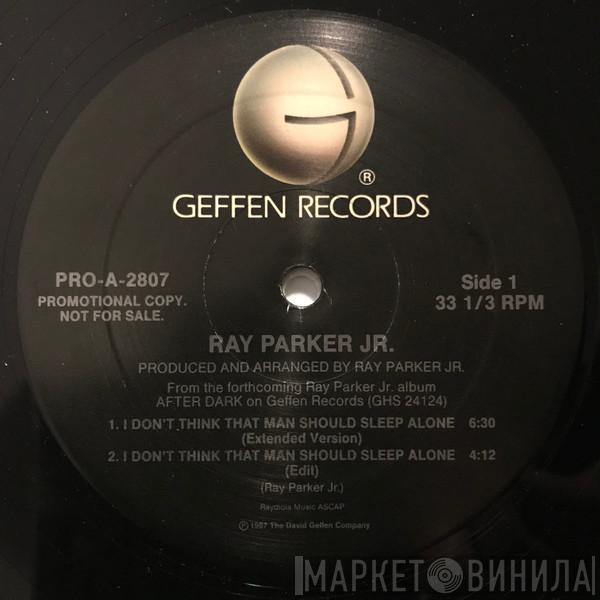 ®
GEFFEN RECORDS
PRO-A-2807
PROMOTIONAL COPY.
NOT FOR SALE.
Side 1
33 1/3 RPM
RAY PARKER JR.
PRODUCED AND ARRANGED BY RAY PARKER JR.
From the forthcoming Ray Parker Jr. album
AFTER DARK on Geffen Records (GHS 24124)
1. I DON'T THINK THAT MAN SHOULD SLEEP ALONE 6:30
(Extended Version)
2. I DON'T THINK THAT MAN SHOULD SLEEP ALONE 4:12
(Edit)
(Ray Parker Jr.)
Raydiola Music ASCAP
℗ 1987 The David Geffen Company
МАРКЕТ ВИНИЛА